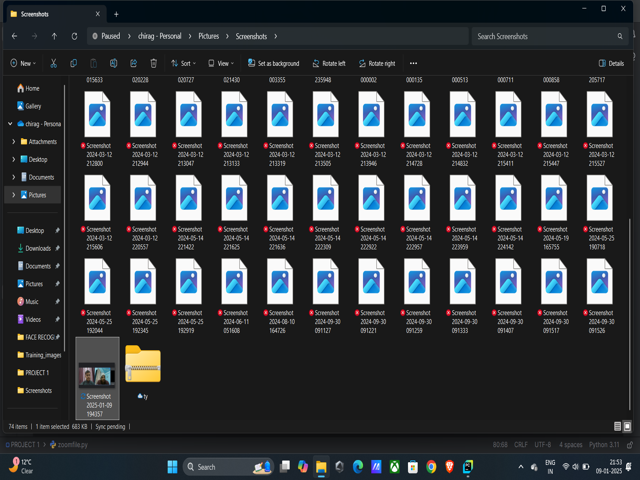 Screenshots
Paused > chirag - Personal > Pictures > Screenshots >
Search Screenshots
New
Sort
View
Set as background
Rotate left
Rotate right
Details
Home
Gallery
chirag - Persona
Attachments
Desktop
Documents
Pictures
Desktop
Downloads
Documents
Pictures
Music
Videos
FACE RECOG
Training_images
PROJECT 1
Screenshots
015633 020228 020727 021430 003355 235948 000002 000135 000513 000711 000858 205717
Screenshot Screenshot Screenshot Screenshot Screenshot Screenshot Screenshot Screenshot Screenshot Screenshot Screenshot Screenshot
2024-03-12 2024-03-12 2024-03-12 2024-03-12 2024-03-12 2024-03-12 2024-03-12 2024-03-12 2024-03-12 2024-03-12 2024-03-12 2024-03-12
212800 212944 213047 213133 213319 213505 213946 214728 214832 215411 215447 215527
Screenshot Screenshot Screenshot Screenshot Screenshot Screenshot Screenshot Screenshot Screenshot Screenshot Screenshot Screenshot
2024-03-12 2024-03-12 2024-05-14 2024-05-14 2024-05-14 2024-05-14 2024-05-14 2024-05-14 2024-05-14 2024-05-14 2024-05-19 2024-05-25
215606 220755 221422 221625 221636 222309 222922 222957 223959 224142 165755 190718
Screenshot Screenshot Screenshot Screenshot Screenshot Screenshot Screenshot Screenshot Screenshot Screenshot Screenshot Screenshot
2024-05-25 2024-05-25 2024-05-25 2024-06-11 2024-08-10 2024-09-30 2024-09-30 2024-09-30 2024-09-30 2024-09-30 2024-09-30 2024-09-30
192044 192345 192919 051608 164726 091127 091221 091259 091333 091407 091517 091526
Screenshot
2025-01-09
194357
ty
74 items 1 item selected 683 KB Sync pending
PROJECT 1 > zoomfile.py
80:68 CRLF UTF-8 4 spaces Python 3.11
12°C
Clear
Search
ENG
IN
21:53
09-01-2025